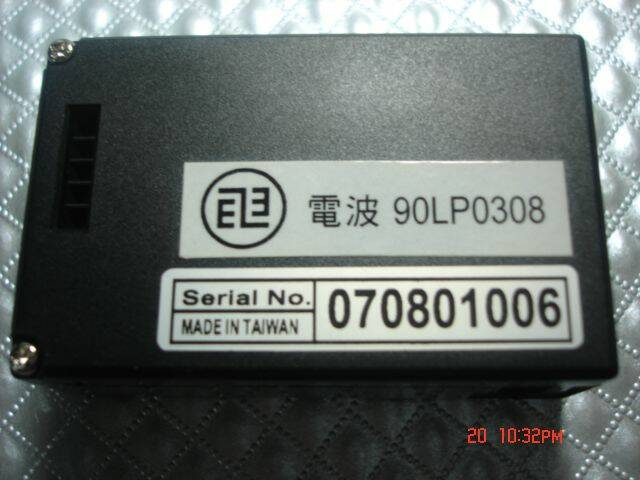 電波 90LP0308
Serial No. 070801006
MADE IN TAIWAN
20 10:32PM